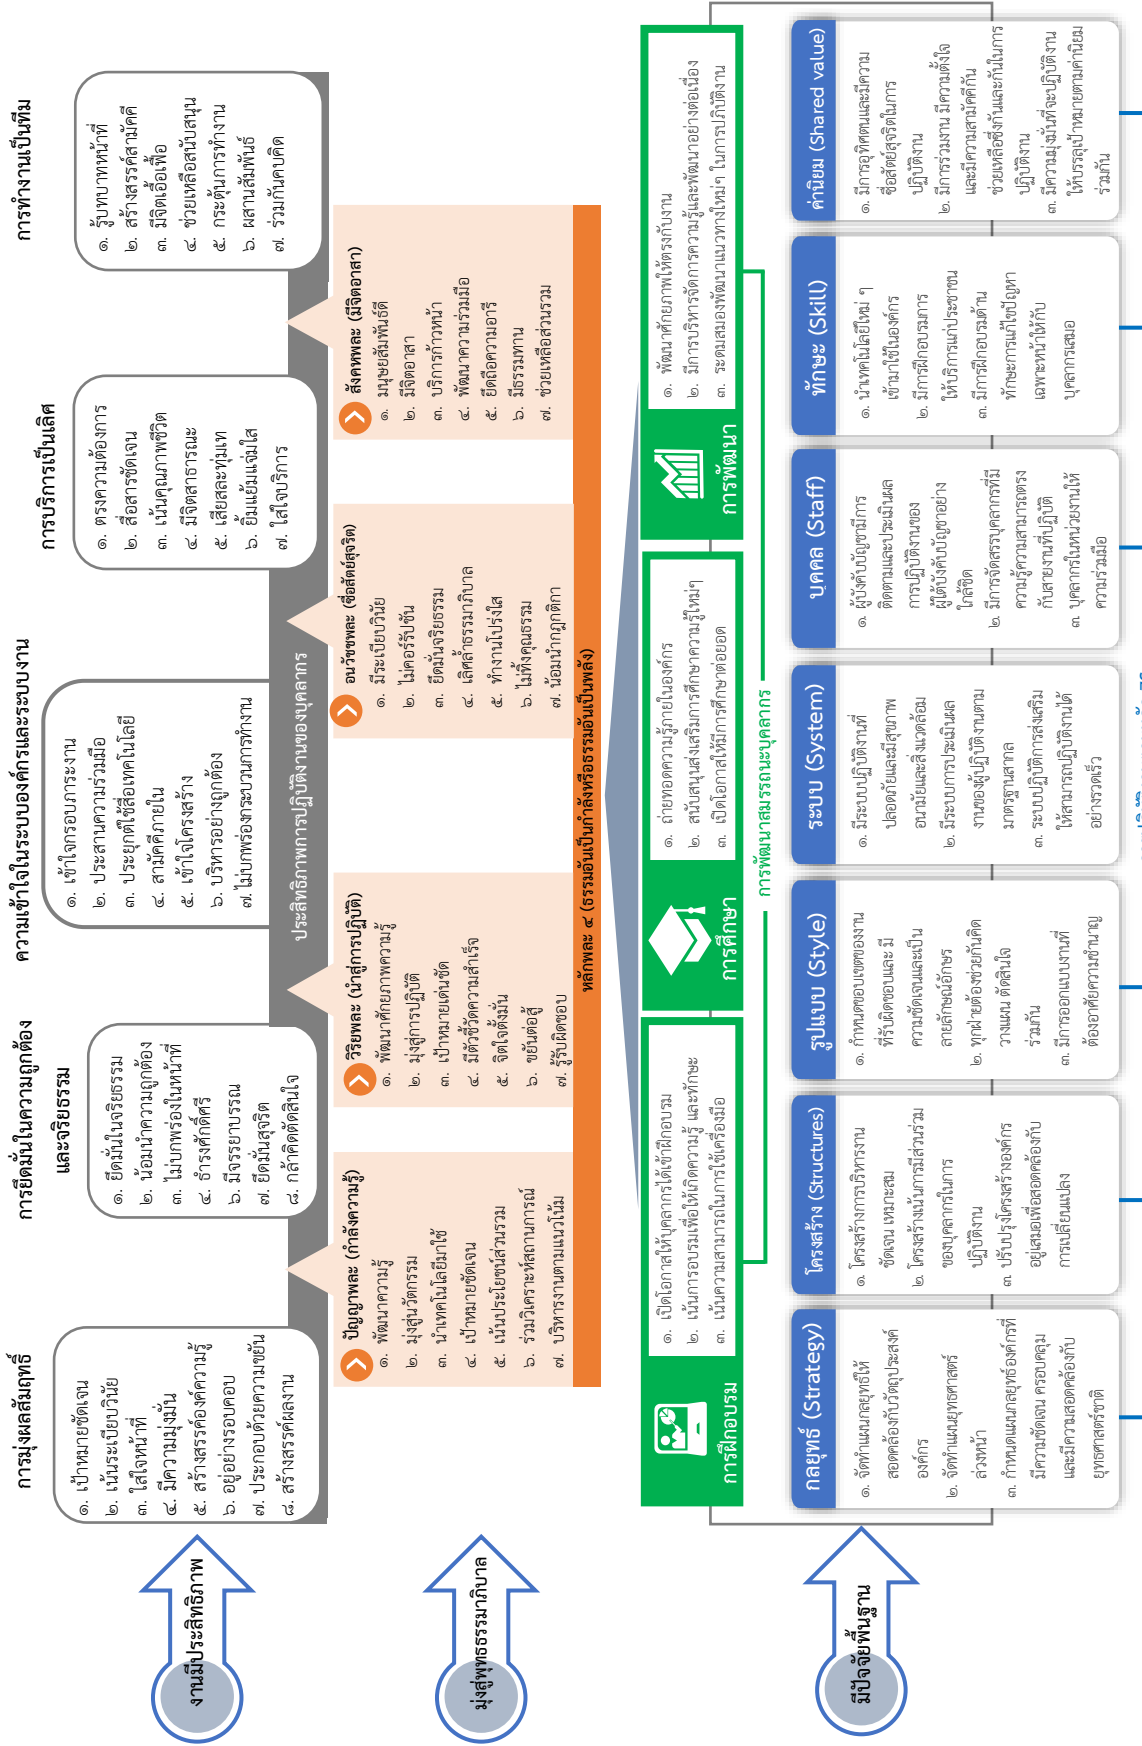 งานมีประสิทธิภาพ
การมุ่งผลสัมฤทธิ์
๑. เป้าหมายชัดเจน
๒. เน้นระเบียบวินัย
๓. ใส่ใจหน้าที่
๔. มีความมุ่งมั่น
๕. สร้างสรรค์องค์ความรู้
๖. อยู่อย่างรอบคอบ
๗. ประกอบด้วยความขยัน
๘. สร้างสรรค์ผลงาน
การยึดมั่นในความถูกต้อง
และจริยธรรม
๑. ยึดมั่นในจริยธรรม
๒. น้อมนำความถูกต้อง
๓. ไม่บกพร่องในหน้าที่
๔. ธำรงศักดิ์ศรี
๖. มีจรรยาบรรณ
๗. ยึดมั่นสุจริต
๘. กล้าคิดตัดสินใจ
ความเข้าใจในระบบองค์กรและระบบงาน
๑. เข้าใจกรอบภาระงาน
๒. ประสานความร่วมมือ
๓. ประยุกต์ใช้สื่อเทคโนโลยี
๔. สามัคคีภายใน
๕. เข้าใจโครงสร้าง
๖. บริหารอย่างถูกต้อง
๗. ไม่บกพร่องกระบวนการทำงาน
การบริการเป็นเลิศ
๑. ตรงความต้องการ
๒. สื่อสารชัดเจน
๓. เน้นคุณภาพชีวิต
๔. มีจิตสาธารณะ
๕. เสียสละทุ่มเท
๖. ยิ้มแย้มแจ่มใส
๗. ใส่ใจบริการ
การทำงานเป็นทีม
๑. รู้บทบาทหน้าที่
๒. สร้างสรรค์สามัคคี
๓. มีจิตเอื้อเฟื้อ
๔. ช่วยเหลือสนับสนุน
๕. กระตุ้นการทำงาน
๖. ผสานสัมพันธ์
๗. ร่วมกันคบคิด
ประสิทธิภาพการปฏิบัติงานของบุคลากร
มุ่งสู่พุทธธรรมาภิบาล
ปัญญาพละ (กำลังความรู้)
๑. พัฒนาความรู้
๒. มุ่งสู่นวัตกรรม
๓. นำเทคโนโลยีมาใช้
๔. เป้าหมายชัดเจน
๕. เน้นประโยชน์ส่วนรวม
๖. ร่วมวิเคราะห์สถานการณ์
๗. บริหารงานตามแนวโน้ม
วิริยพละ (นำสู่การปฏิบัติ)
๑. พัฒนาศักยภาพความรู้
๒. มุ่งสู่การปฏิบัติ
๓. เป้าหมายเด่นชัด
๔. มีตัวชี้วัดความสำเร็จ
๕. จิตใจตั้งมั่น
๖. ขยันต่อสู้
๗. รู้รับผิดชอบ
อนวัชชพละ (ซื่อสัตย์สุจริต)
๑. มีระเบียบวินัย
๒. ไม่คอร์รัปชัน
๓. ยึดมั่นจริยธรรม
๔. เลิศล้ำธรรมาภิบาล
๕. ทำงานโปร่งใส
๖. ไม่ทิ้งคุณธรรม
๗. น้อมนำกฎกติกา
สังคหพละ (มีจิตอาสา)
๑. มนุษยสัมพันธ์ดี
๒. มีจิตอาสา
๓. บริการก้าวหน้า
๔. พัฒนาความร่วมมือ
๕. ยึดถือความอารี
๖. มีธรรมทาน
๗. ช่วยเหลือส่วนรวม
หลักพละ ๔ (ธรรมอันเป็นกำลังหรือธรรมอันเป็นพลัง)
การฝึกอบรม
๑. เปิดโอกาสให้บุคลากรได้เข้าฝึกอบรม
๒. เน้นการอบรมเพื่อให้เกิดความรู้ และทักษะ
๓. เน้นความสามารถในการใช้เครื่องมือ
การศึกษา
๑. ถ่ายทอดความรู้ภายในองค์กร
๒. สนับสนุนส่งเสริมการศึกษาความรู้ใหม่ๆ
๓. เปิดโอกาสให้มีการศึกษาต่อยอด
การพัฒนา
๑. พัฒนาศักยภาพให้ตรงกับงาน
๒. มีการบริหารจัดการความรู้และพัฒนาอย่างต่อเนื่อง
๓. ระดมสมองพัฒนาแนวทางใหม่ๆ ในการปฏิบัติงาน
การพัฒนาสมรรถนะบุคลากร
มีปัจจัยพื้นฐาน
กลยุทธ์ (Strategy)
๑. จัดทำแผนกลยุทธ์ให้
สอดคล้องกับวัตถุประสงค์
องค์กร
๒. จัดทำแผนยุทธศาสตร์
ล่วงหน้า
๓. กำหนดแผนกลยุทธ์องค์กรที่
มีความชัดเจน ครอบคลุม
และมีความสอดคล้องกับ
ยุทธศาสตร์ชาติ
โครงสร้าง (Structures)
๑. โครงสร้างการบริหารงาน
ชัดเจน เหมาะสม
๒. โครงสร้างเน้นการมีส่วนร่วม
ของบุคลากรในการ
ปฏิบัติงาน
๓. ปรับปรุงโครงสร้างองค์กร
อยู่เสมอเพื่อสอดคล้องกับ
การเปลี่ยนแปลง
รูปแบบ (Style)
๑. กำหนดขอบเขตของงาน
ที่รับผิดชอบและ มี
ความชัดเจนและเป็น
ลายลักษณ์อักษร
๒. ทุกฝ่ายต้องช่วยกันคิด
วางแผน ตัดสินใจ
ร่วมกัน
๓. มีการออกแบบงานที่
ต้องอาศัยความชำนาญ
ระบบ (System)
๑. มีระบบปฏิบัติงานที่
ปลอดภัยและมีสุขภาพ
อนามัยและสิ่งแวดล้อม
๒. มีระบบการประเมินผล
งานของผู้ปฏิบัติงานตาม
มาตรฐานสากล
๓. ระบบปฏิบัติการส่งเสริม
ให้สามารถปฏิบัติงานได้
อย่างรวดเร็ว
บุคคล (Staff)
๑. ผู้บังคับบัญชามีการ
ติดตามและประเมินผล
การปฏิบัติงานของ
ผู้ใต้บังคับบัญชาอย่าง
ใกล้ชิด
๒. มีการจัดสรรบุคลากรที่มี
ความรู้ความสามารถตรง
กับสายงานที่ปฏิบัติ
๓. บุคลากรในหน่วยงานให้
ความร่วมมือ
ทักษะ (Skill)
๑. นำเทคโนโลยีใหม่ ๆ
เข้ามาใช้ในองค์กร
๒. มีการฝึกอบรมการ
ให้บริการแก่ประชาชน
๓. มีการฝึกอบรมด้าน
ทักษะการแก้ไขปัญหา
เฉพาะหน้าให้กับ
บุคลากรเสมอ
ค่านิยม (Shared value)
๑. มีการอุทิศตนและมีความ
ซื่อสัตย์สุจริตในการ
ปฏิบัติงาน
๒. มีการร่วมงาน มีความตั้งใจ
และมีความสามัคคีกัน
ช่วยเหลือซึ่งกันและกันในการ
ปฏิบัติงาน
๓. มีความมุ่งมั่นที่จะปฏิบัติงาน
ให้บรรลุเป้าหมายตามค่านิยม
ร่วมกัน